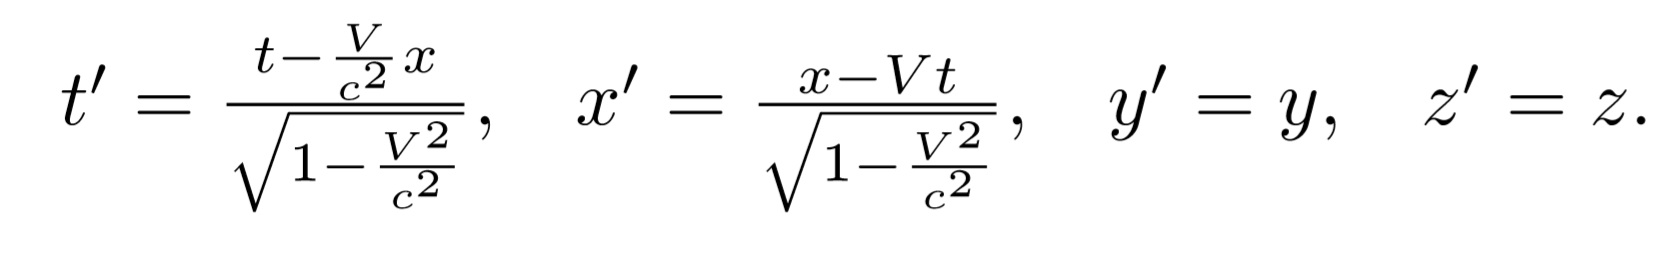 $t' = \frac{t - \frac{V}{c^2}x}{\sqrt{1 - \frac{V^2}{c^2}}}, \quad x' = \frac{x - Vt}{\sqrt{1 - \frac{V^2}{c^2}}}, \quad y' = y, \quad z' = z.$